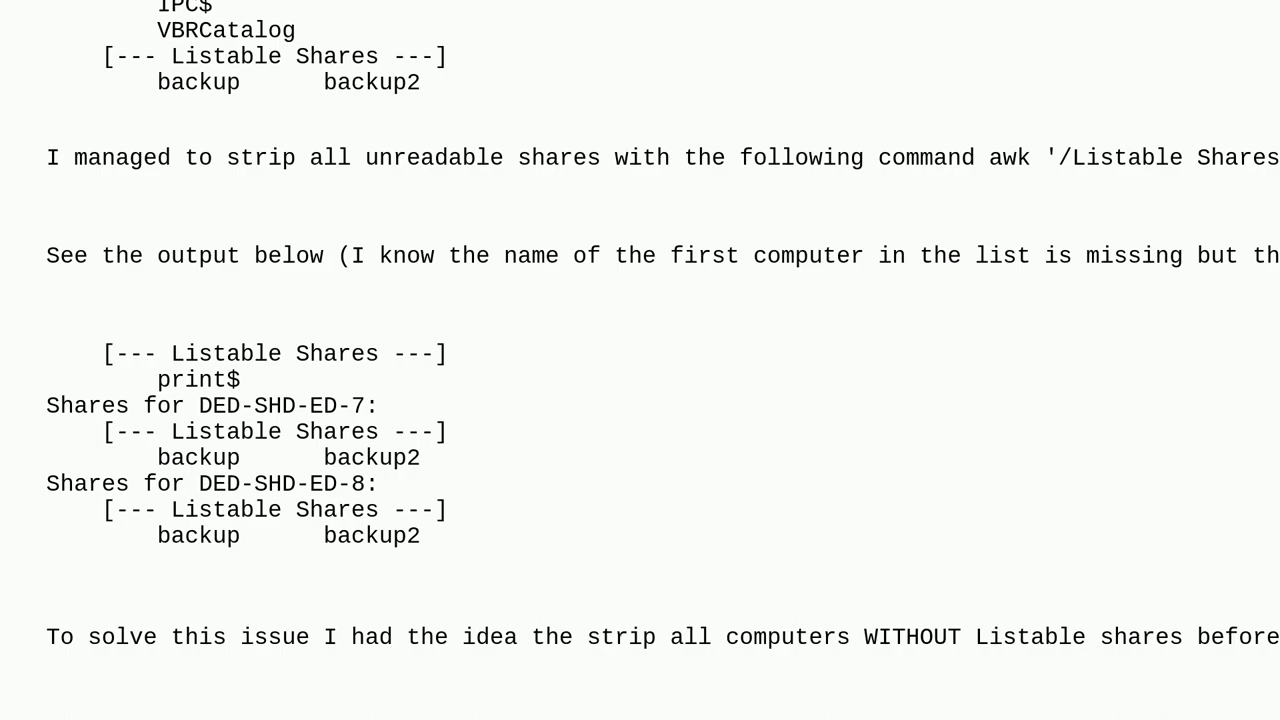 IPC$
VBRCatalog
[--- Listable Shares ---]
backup      backup2
I managed to strip all unreadable shares with the following command awk '/Listable Shares
See the output below (I know the name of the first computer in the list is missing but th
[--- Listable Shares ---]
print$
Shares for DED-SHD-ED-7:
[--- Listable Shares ---]
backup      backup2
Shares for DED-SHD-ED-8:
[--- Listable Shares ---]
backup      backup2
To solve this issue I had the idea the strip all computers WITHOUT Listable shares before